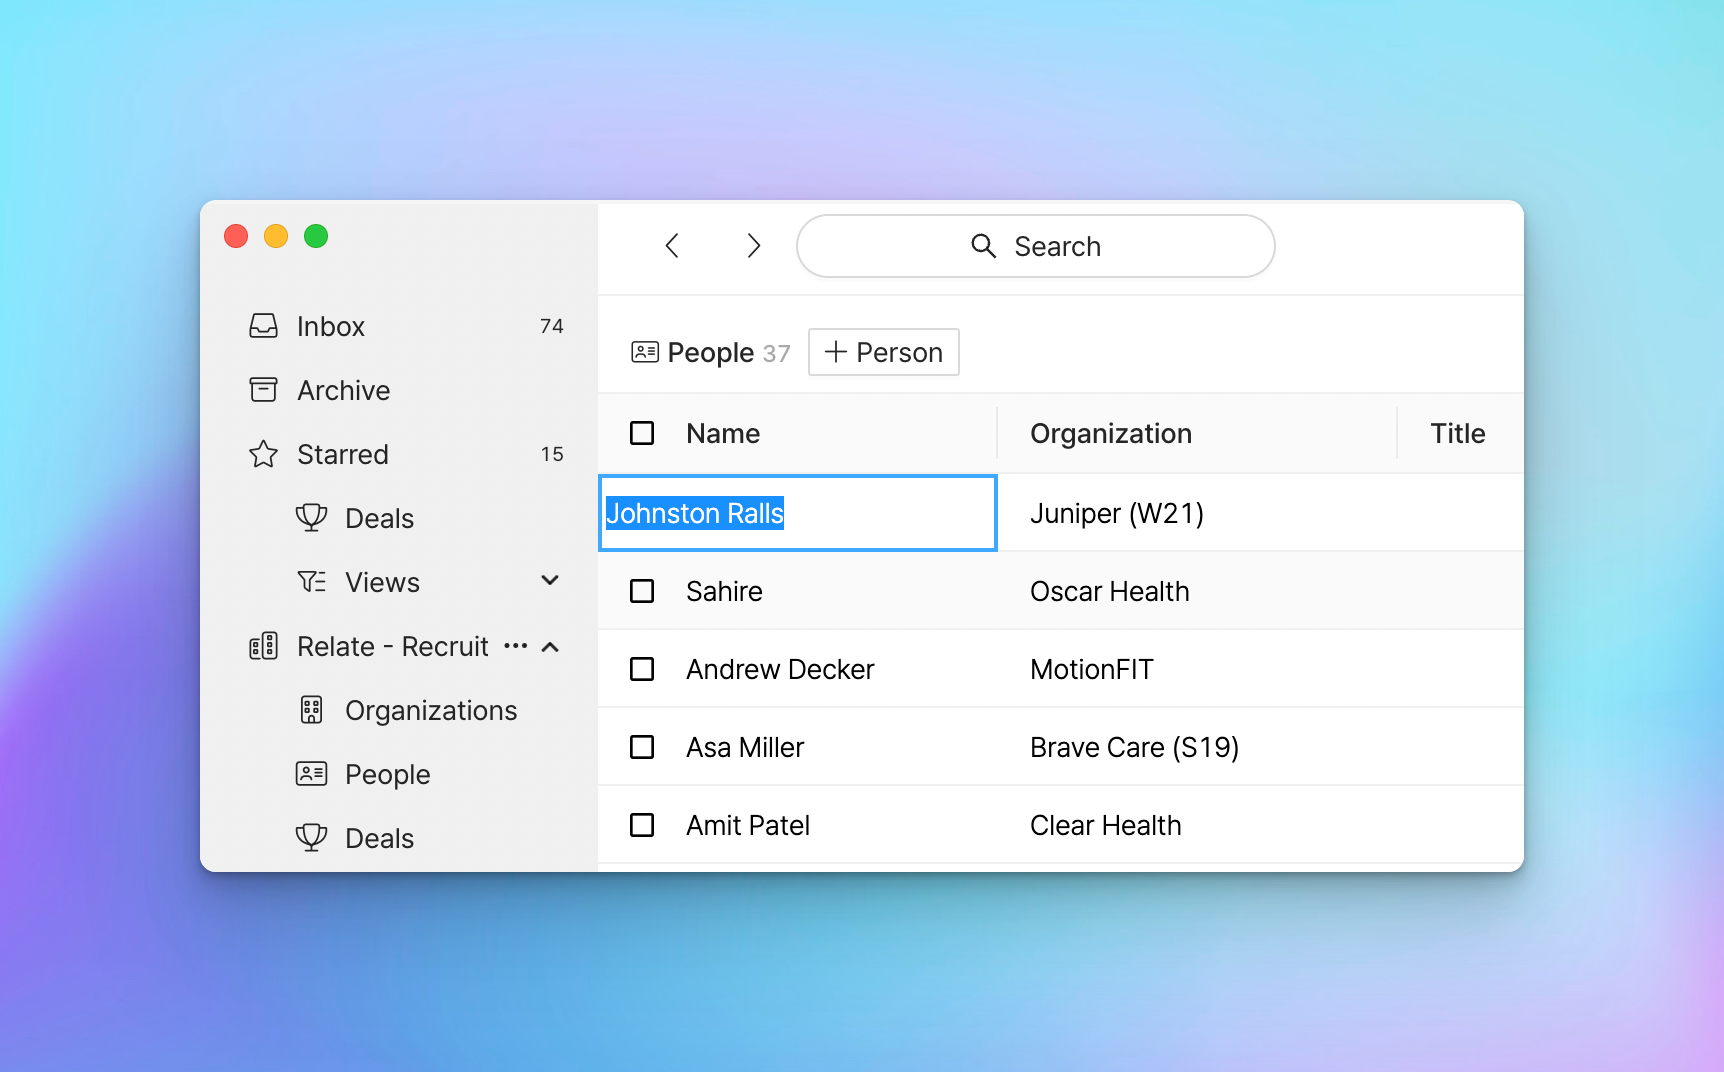 Search
Inbox 74
Archive
Starred 15
Deals
Views
Relate - Recruit
Organizations
People
Deals
People 37 + Person
Name Organization Title
Johnston Ralls Juniper (W21)
Sahire Oscar Health
Andrew Decker MotionFIT
Asa Miller Brave Care (S19)
Amit Patel Clear Health